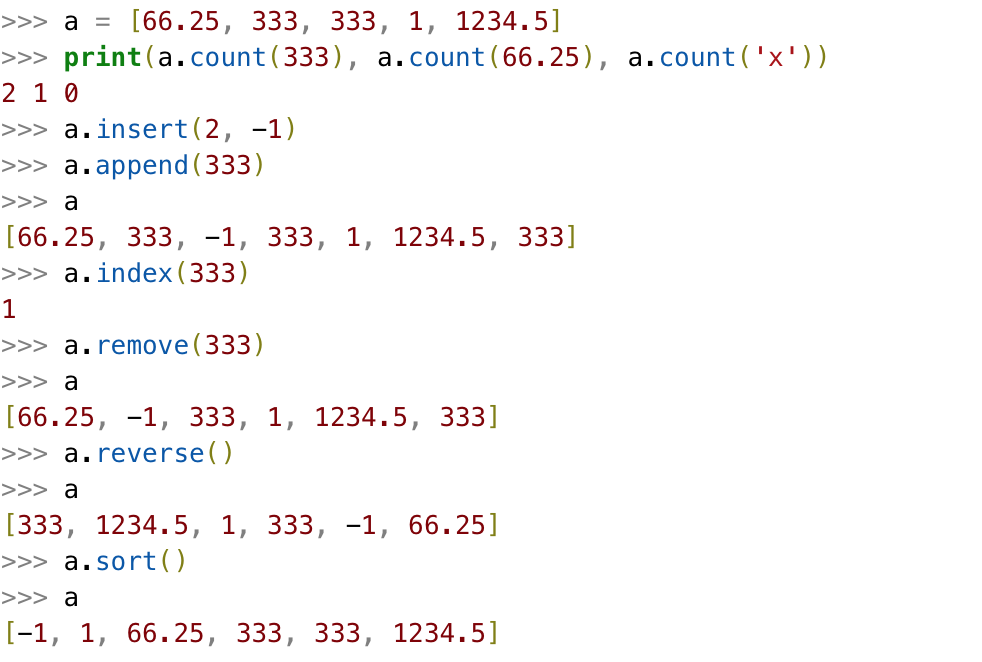 >>> a = [66.25, 333, 333, 1, 1234.5]
>>> print(a.count(333), a.count(66.25), a.count('x'))
2 1 0
>>> a.insert(2, -1)
>>> a.append(333)
>>> a
[66.25, 333, -1, 333, 1, 1234.5, 333]
>>> a.index(333)
1
>>> a.remove(333)
>>> a
[66.25, -1, 333, 1, 1234.5, 333]
>>> a.reverse()
>>> a
[333, 1234.5, 1, 333, -1, 66.25]
>>> a.sort()
>>> a
[-1, 1, 66.25, 333, 333, 1234.5]